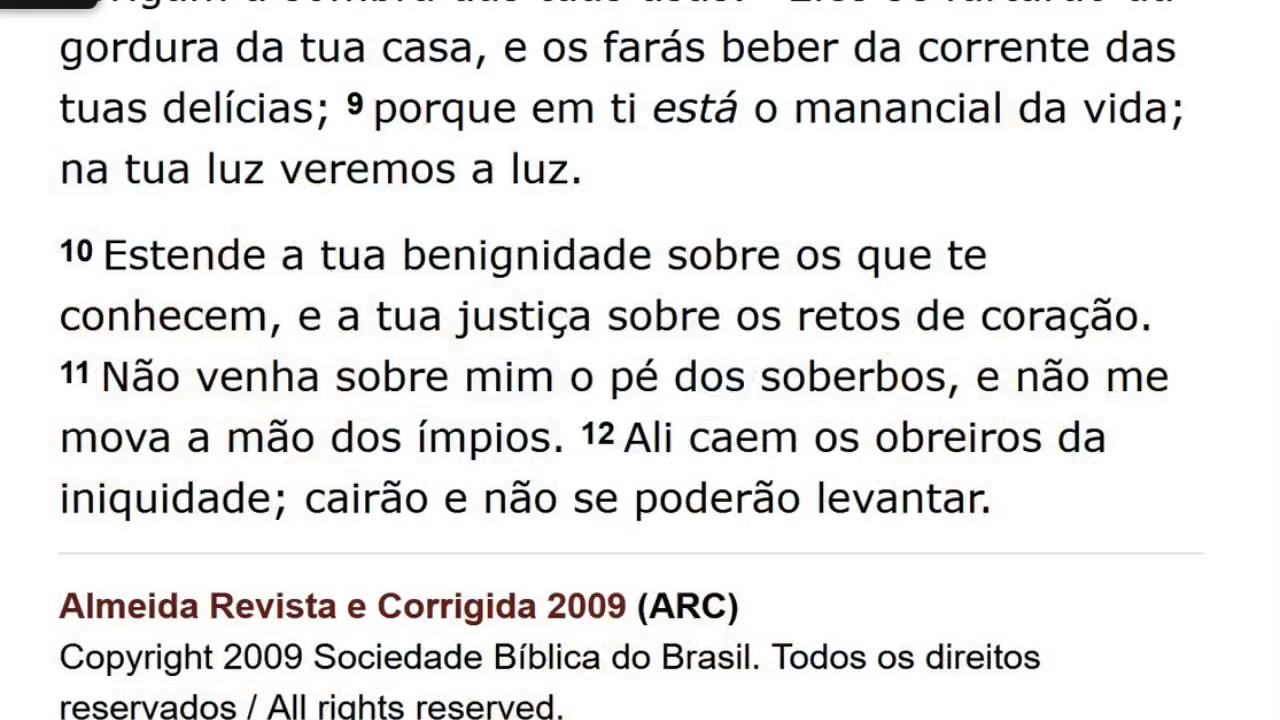 gordura da tua casa, e os farás beber da corrente das
tuas delícias; 9 porque em ti está o manancial da vida;
na tua luz veremos a luz.
10 Estende a tua benignidade sobre os que te
conhecem, e a tua justiça sobre os retos de coração.
11 Não venha sobre mim o pé dos soberbos, e não me
mova a mão dos ímpios. 12 Ali caem os obreiros da
iniquidade; cairão e não se poderão levantar.
Almeida Revista e Corrigida 2009 (ARC)
Copyright 2009 Sociedade Bíblica do Brasil. Todos os direitos
reservados / All rights reserved.